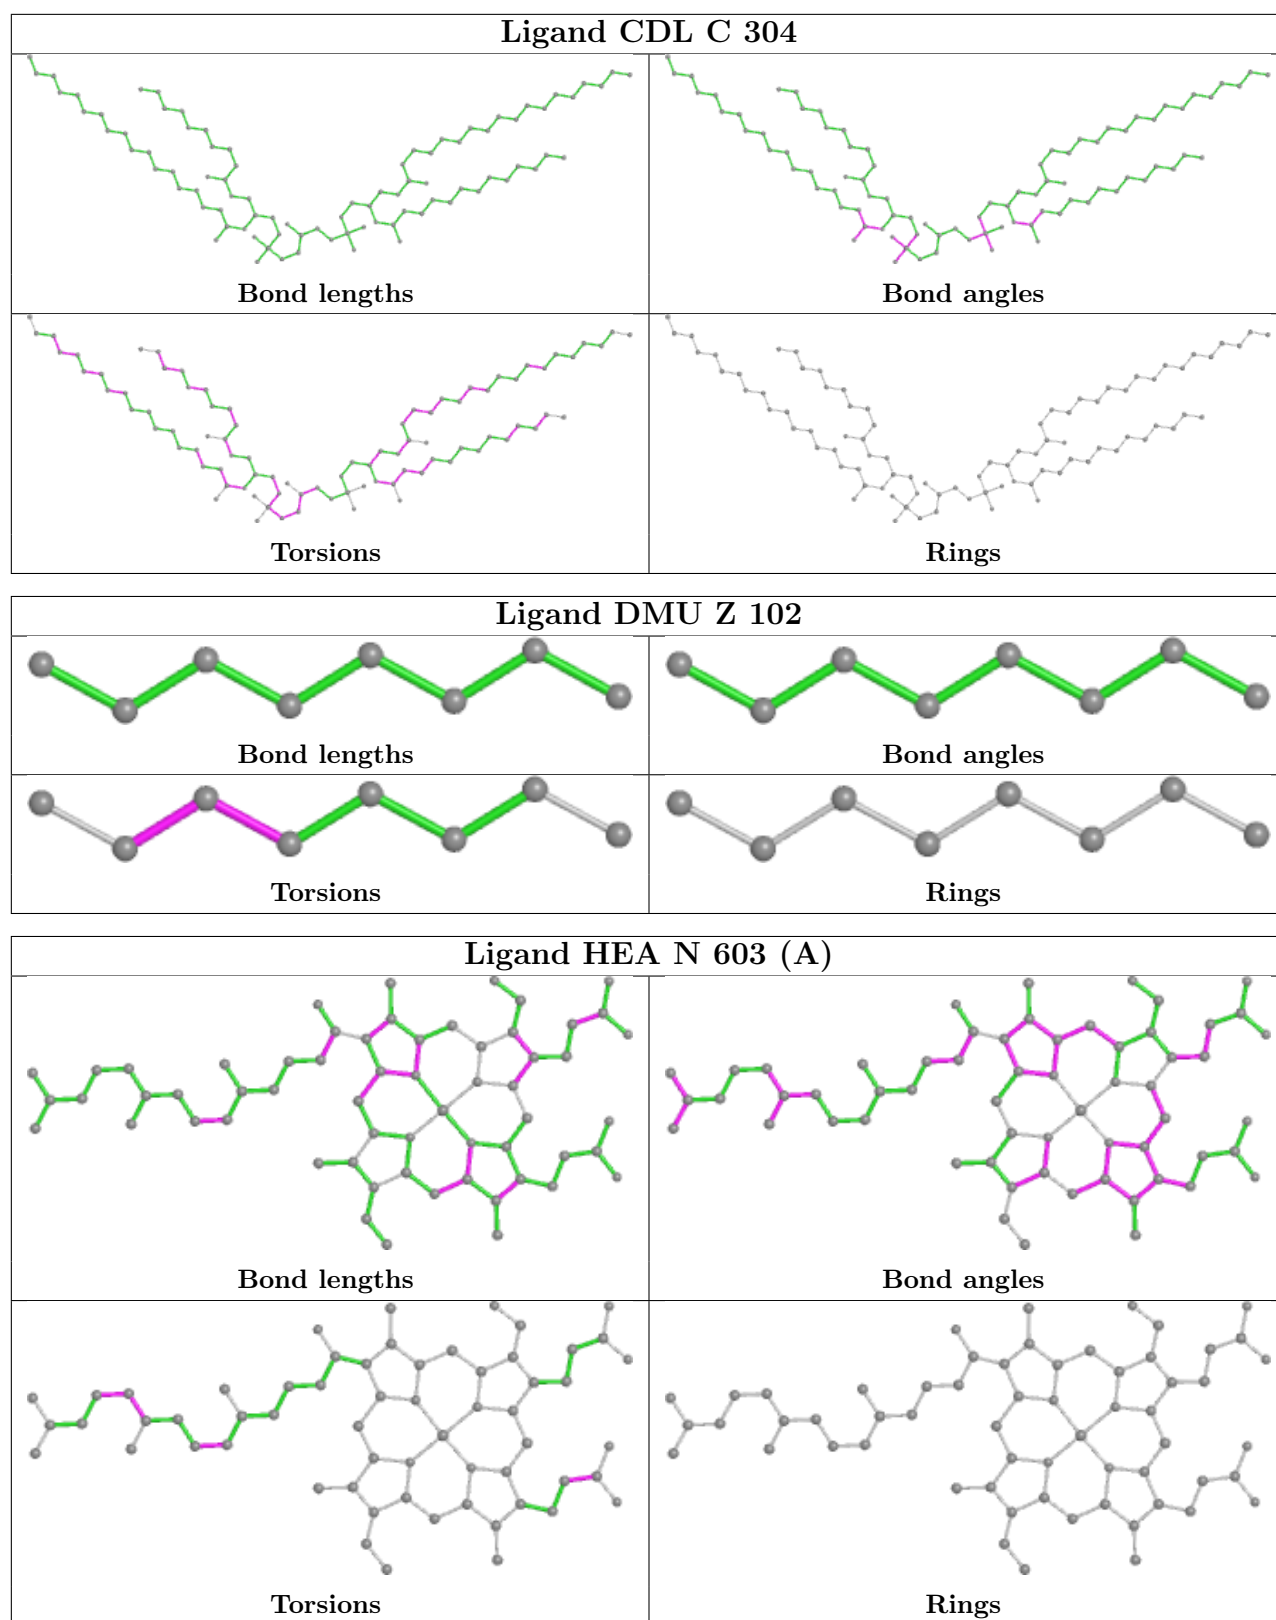 Ligand CDL C 304
Bond lengths
Bond angles
Torsions
Rings
Ligand DMU Z 102
Bond lengths
Bond angles
Torsions
Rings
Ligand HEA N 603 (A)
Bond lengths
Bond angles
Torsions
Rings